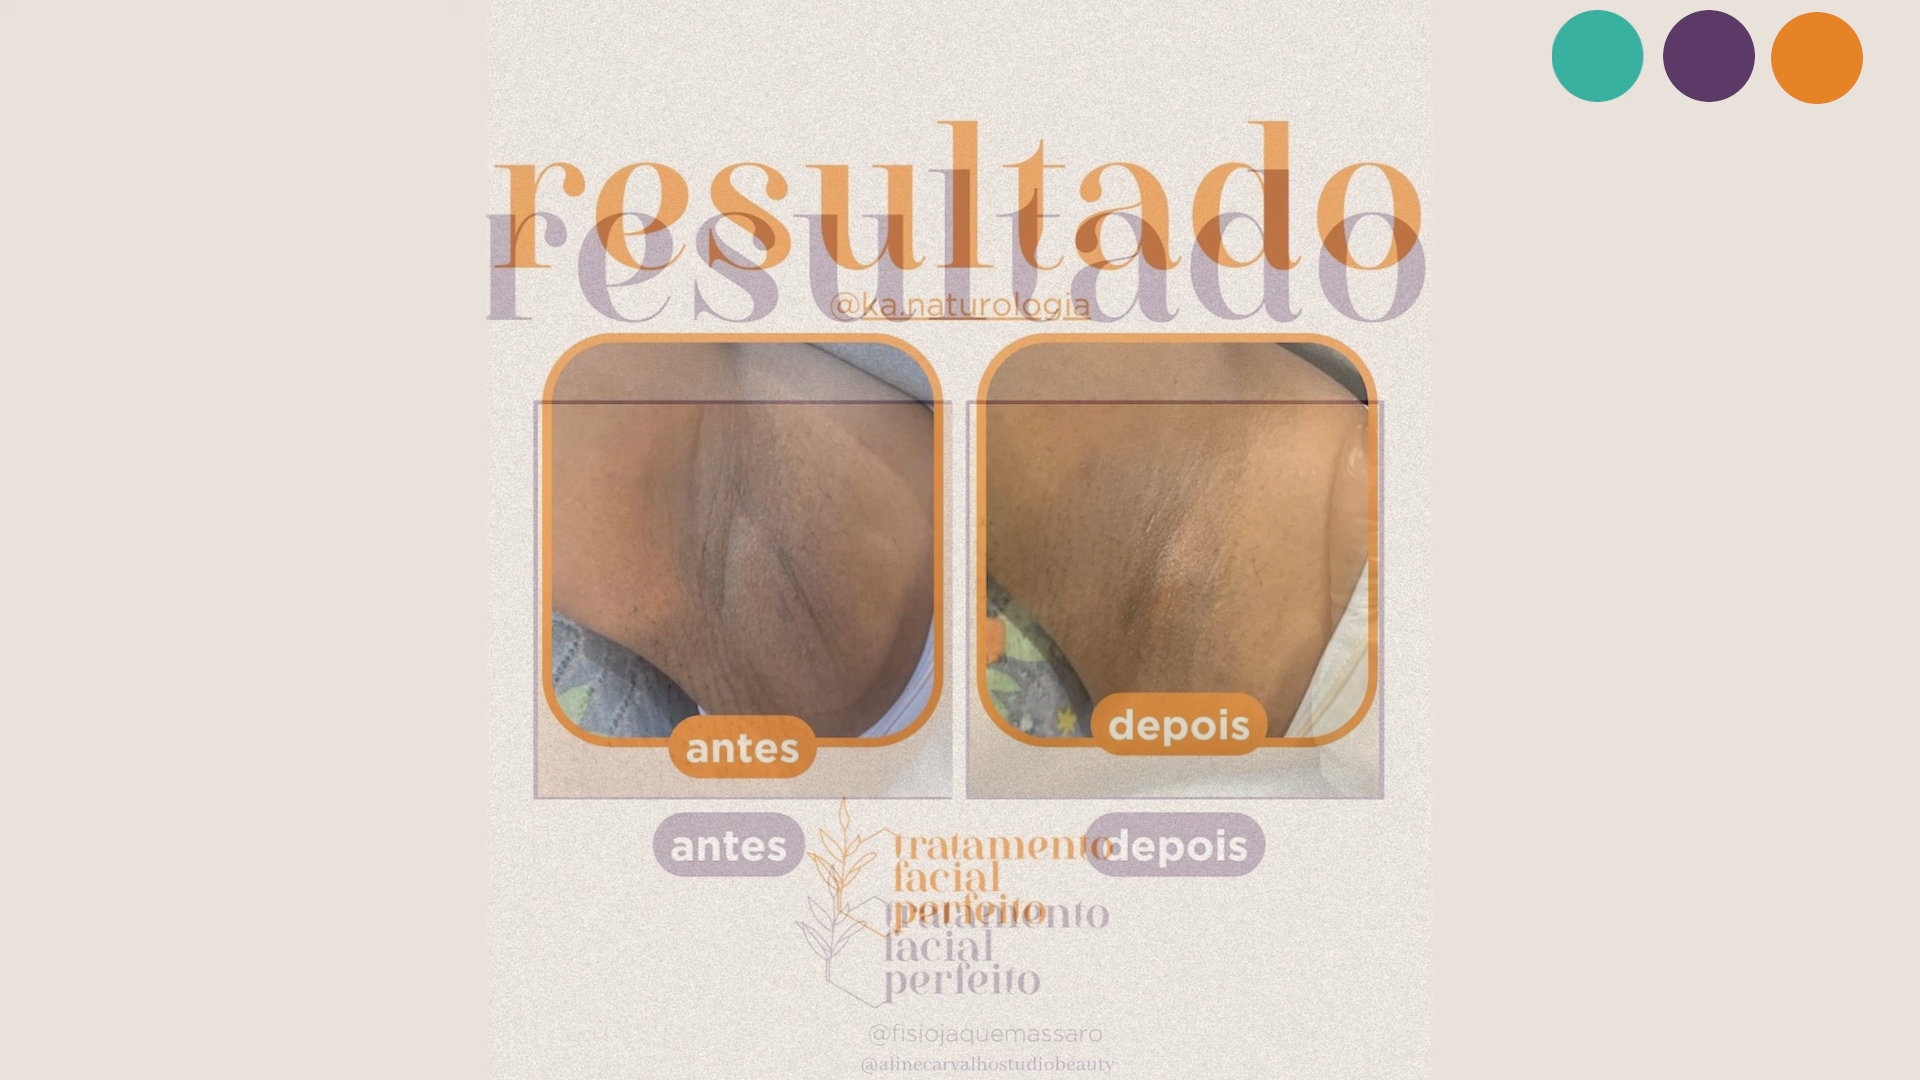 resultado
resultado
@ka.naturologia
antes
depois
antes
depois
tratamento
facial
perfeito
tratamento
facial
perfeito
@fisiojaquemassaro
@alinecarvalhostudiobeauty